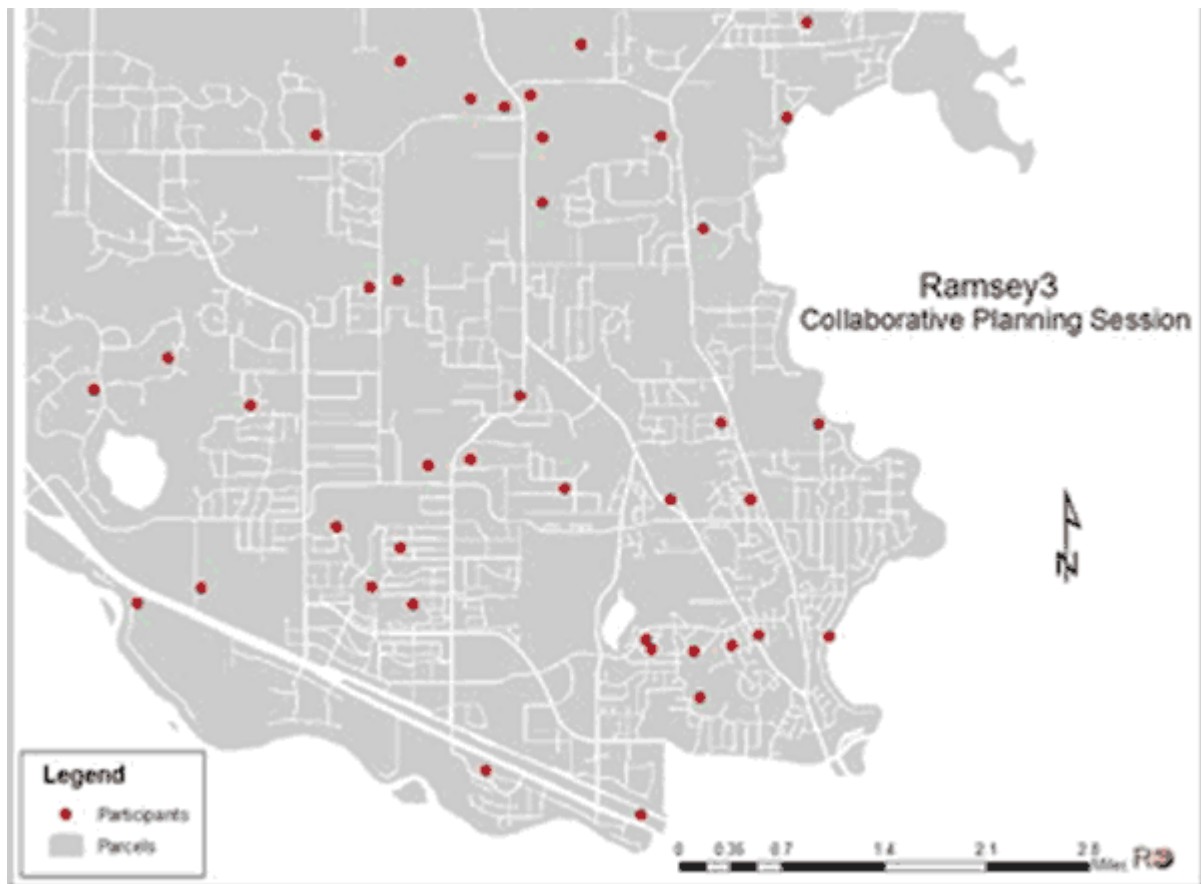 Ramsey3
Collaborative Planning Session
N
Legend
Participants
Parcels
0 0.35 0.7 1.4 2.1 2.8
Miles